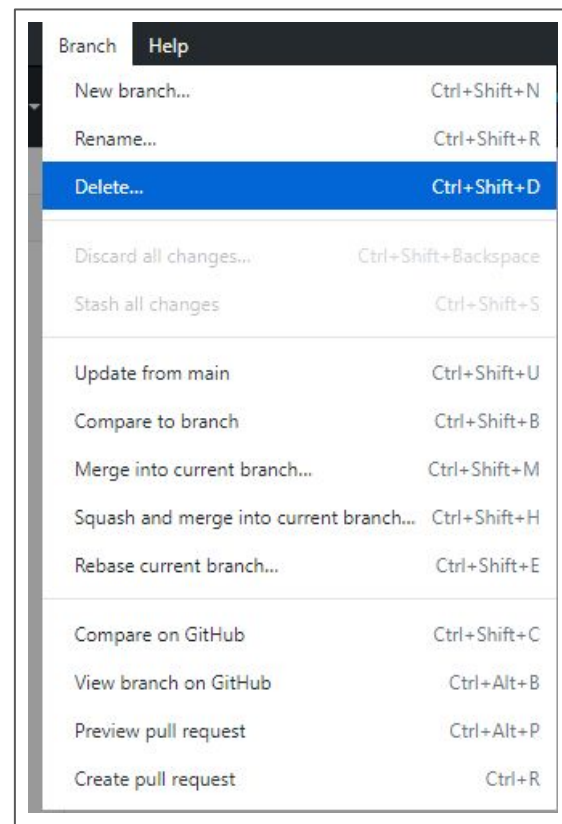 Branch Help
New branch... Ctrl+Shift+N
Rename... Ctrl+Shift+R
Delete... Ctrl+Shift+D
Discard all changes... Ctrl+Shift+Backspace
Stash all changes Ctrl+Shift+S
Update from main Ctrl+Shift+U
Compare to branch Ctrl+Shift+B
Merge into current branch... Ctrl+Shift+M
Squash and merge into current branch... Ctrl+Shift+H
Rebase current branch... Ctrl+Shift+E
Compare on GitHub Ctrl+Shift+C
View branch on GitHub Ctrl+Alt+B
Preview pull request Ctrl+Alt+P
Create pull request Ctrl+R